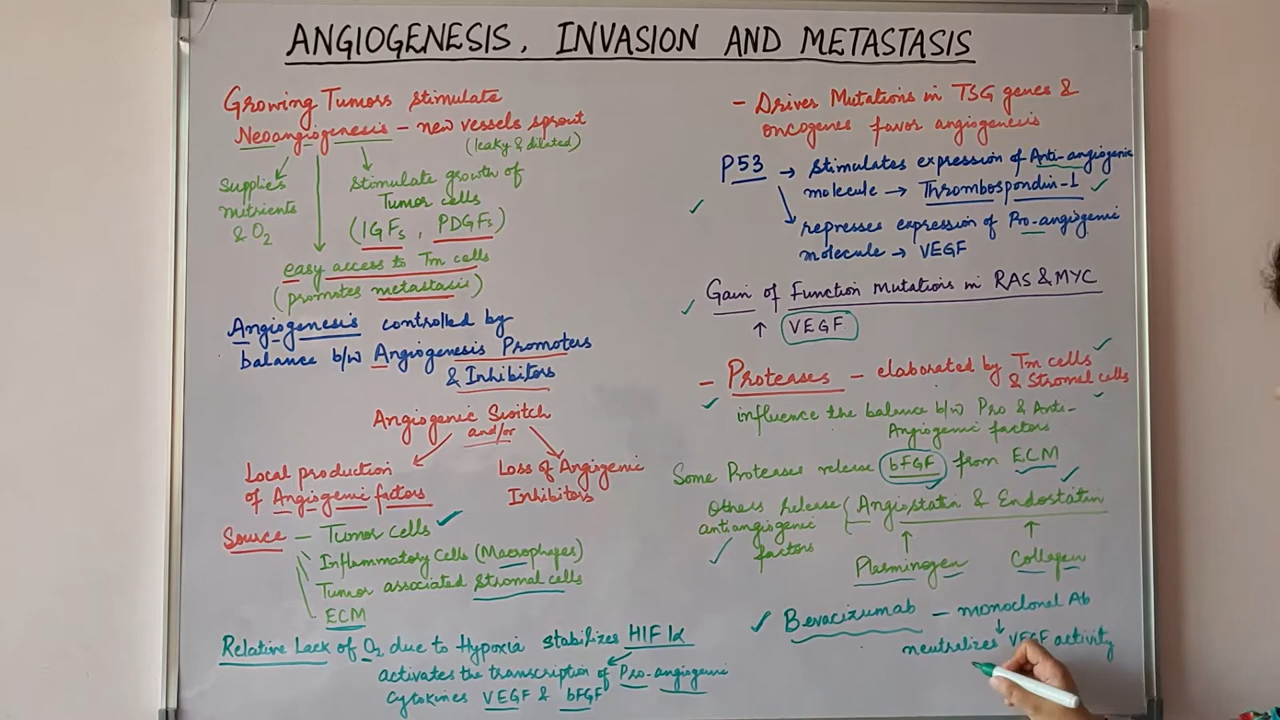 ANGIOGENESIS, INVASION AND METASTASIS
Growing Tumors stimulate
Neoangiogenesis – new vessels sprout
(leaky & dilated)
Supplies
nutrients
& O2
Stimulate growth of
Tumor cells
(IGFs, PDGFs)
easy access to Tm cells
(promotes metastasis)
Angiogenesis controlled by
balance b/w Angiogenesis Promoters
& Inhibitors
Angiogenic Switch
and/or
Local production
of Angiogenic factors
Loss of Angiogenic
Inhibitors
Source – Tumor Cells
Inflammatory Cells (Macrophages)
Tumor associated Stromal cells
ECM
Relative Lack of O2 due to Hypoxia stabilizes HIF 1α
activates the transcription of Pro-angiogenic
Cytokines VEGF & bFGF
- Driver Mutations in TSG genes &
oncogenes favor angiogenesis
P53 → Stimulates expression of Anti-angiogenic
molecule → Thrombospondin-1
represses expression of Pro-angiogenic
molecule → VEGF
Gain of Function Mutations in RAS & MYC
↑ VEGF
- Proteases – elaborated by Tm cells
& Stromal cells
influence the balance b/w Pro & Anti-
Angiogenic factors
Some Proteases release bFGF from ECM
Others release (Angiostatin & Endostatin
antiangiogenic
factors
Plasminogen
Collagen
Bevacizumab – monoclonal Ab
neutralizes VEGF activity